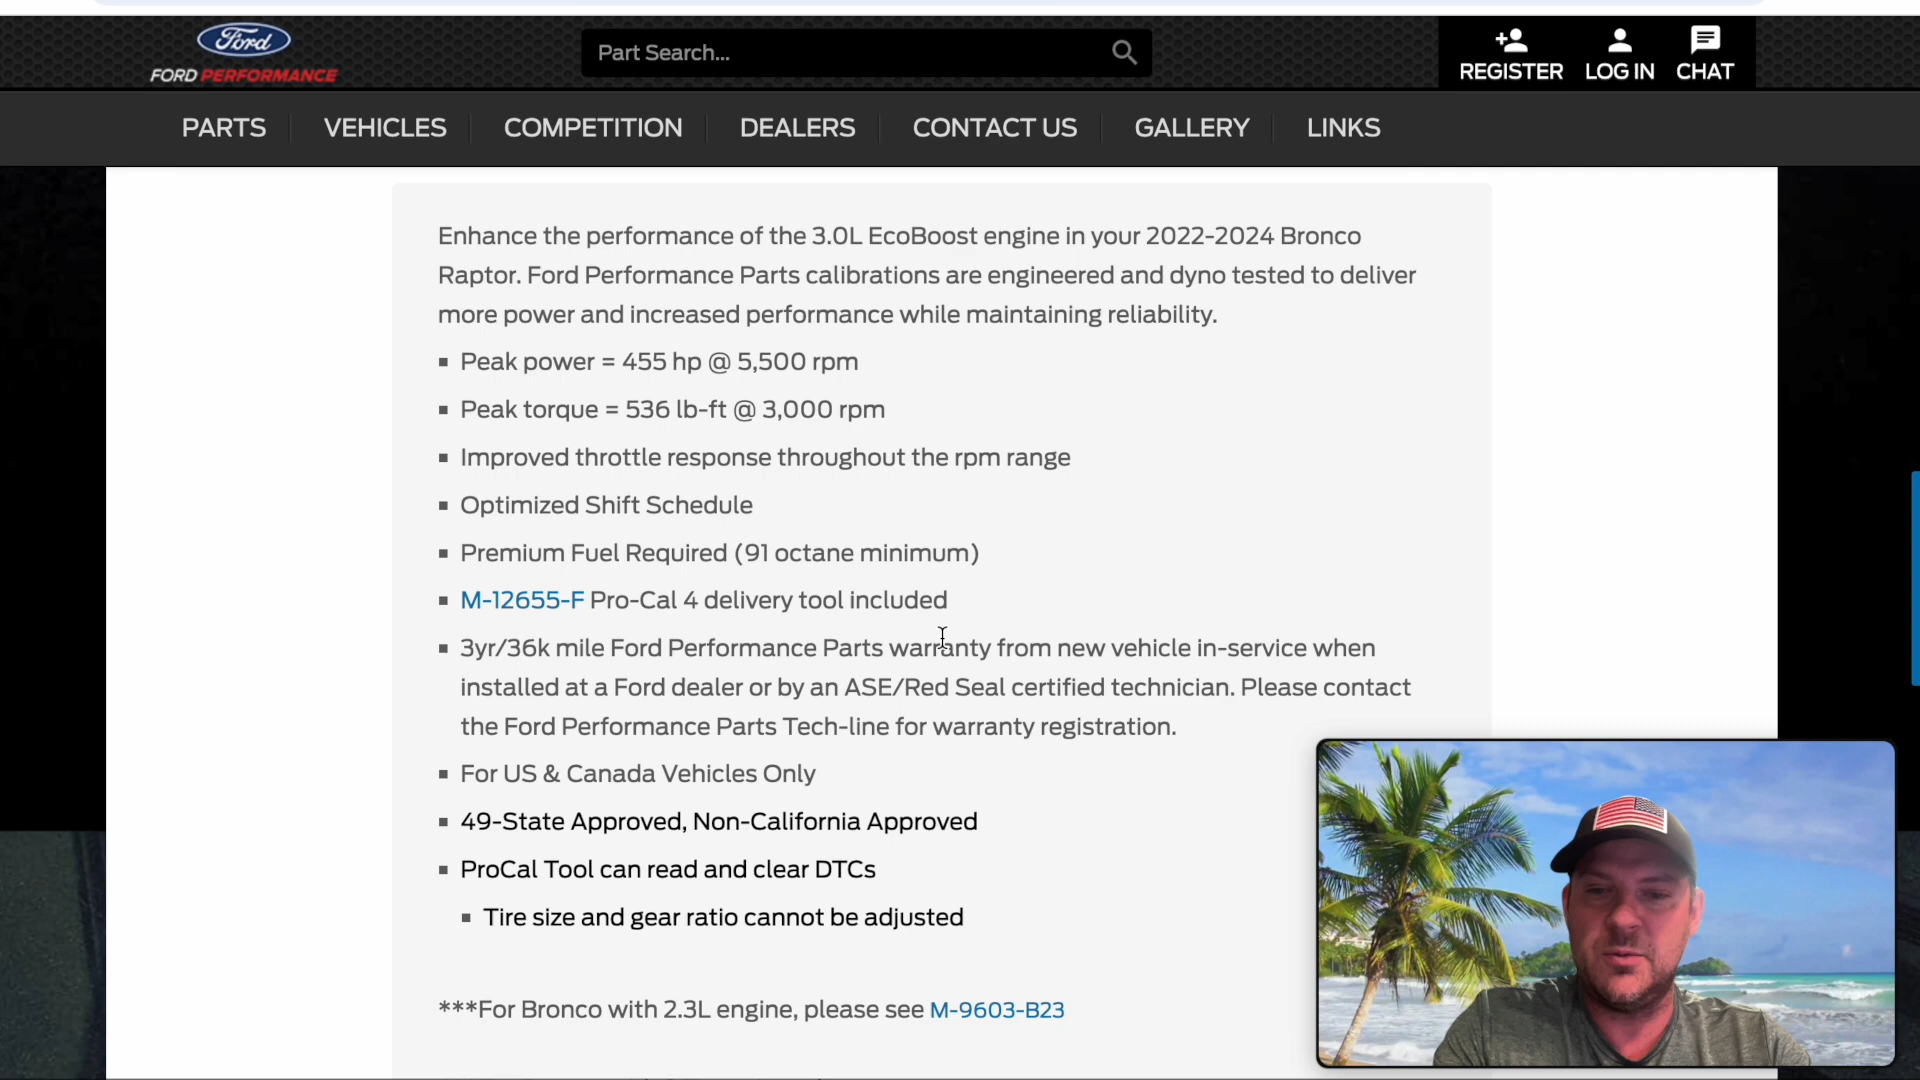 Ford
FORD PERFORMANCE
Part Search...
REGISTER
LOG IN
CHAT
PARTS
VEHICLES
COMPETITION
DEALERS
CONTACT US
GALLERY
LINKS
Enhance the performance of the 3.0L EcoBoost engine in your 2022-2024 Bronco
Raptor. Ford Performance Parts calibrations are engineered and dyno tested to deliver
more power and increased performance while maintaining reliability.
Peak power = 455 hp @ 5,500 rpm
Peak torque = 536 lb-ft @ 3,000 rpm
Improved throttle response throughout the rpm range
Optimized Shift Schedule
Premium Fuel Required (91 octane minimum)
M-12655-F Pro-Cal 4 delivery tool included
3yr/36k mile Ford Performance Parts warranty from new vehicle in-service when
installed at a Ford dealer or by an ASE/Red Seal certified technician. Please contact
the Ford Performance Parts Tech-line for warranty registration.
For US & Canada Vehicles Only
49-State Approved, Non-California Approved
ProCal Tool can read and clear DTCs
Tire size and gear ratio cannot be adjusted
***For Bronco with 2.3L engine, please see M-9603-B23